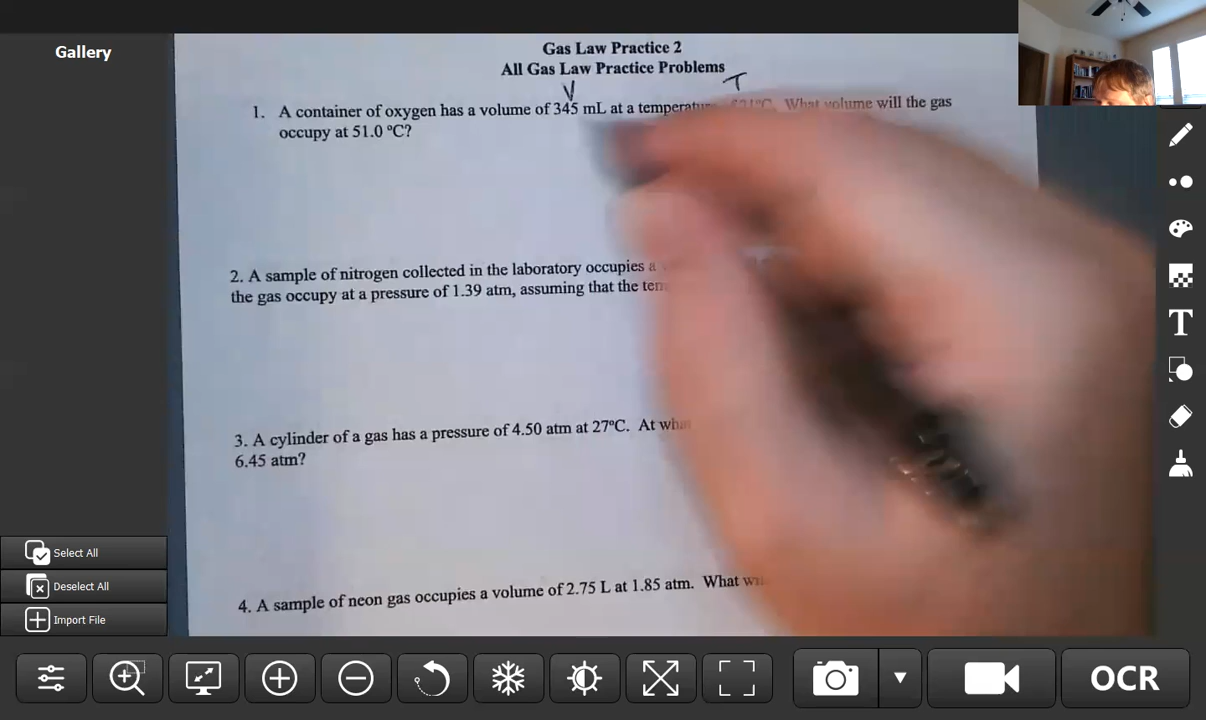 Gallery
Gas Law Practice 2
All Gas Law Practice Problems
V
T
1. A container of oxygen has a volume of 345 mL at a What volume will the gas
occupy at 51.0 ºC?
2. A sample of nitrogen collected in the laboratory occupies a
the gas occupy at a pressure of 1.39 atm, assuming that the
3. A cylinder of a gas has a pressure of 4.50 atm at 27ºC. At what
6.45 atm?
4. A sample of neon gas occupies a volume of 2.75 L at 1.85 atm. What
Select All
Deselect All
Import File
T
OCR